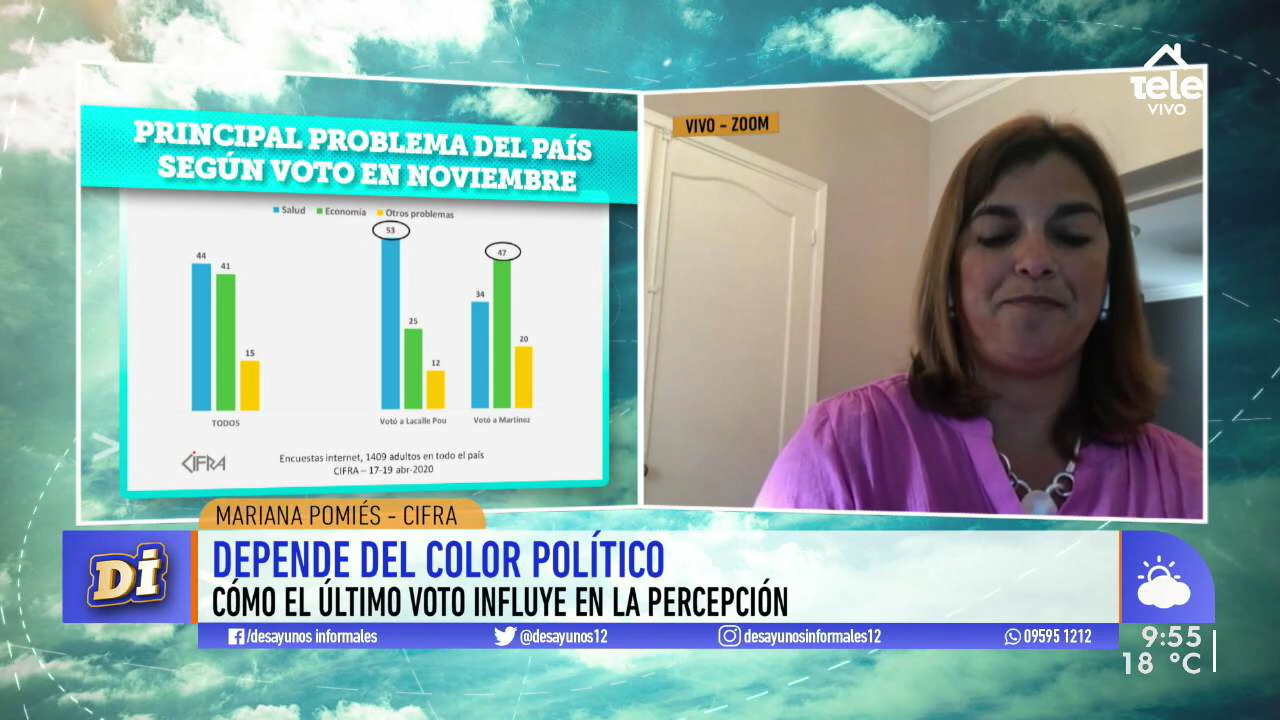 tele
VIVO
VIVO – ZOOM
PRINCIPAL PROBLEMA DEL PAÍS
SEGÚN VOTO EN NOVIEMBRE
Salud Economía Otros problemas
44 41 15
53 25 12
34 47 20
TODOS Votó a Lacalle Pou Votó a Martínez
CIFRA
Encuestas internet, 1409 adultos en todo el país
CIFRA – 17-19 abr-2020
MARIANA POMIÉS - CIFRA
Dí
DEPENDE DEL COLOR POLÍTICO
CÓMO EL ÚLTIMO VOTO INFLUYE EN LA PERCEPCIÓN
/desayunos informales @desayunos12 desayunosinformales12 09595 1212
9:55
18 °C